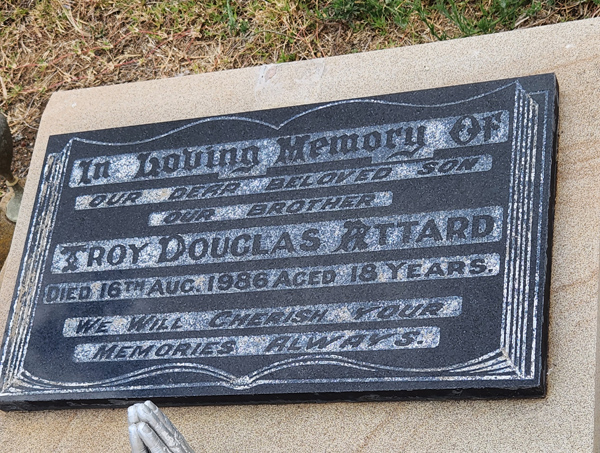 In Loving Memory Of
OUR DEAR BELOVED SON
OUR BROTHER
TROY DOUGLAS ATTARD
DIED 16TH AUG. 1986 AGED 18 YEARS.
WE WILL CHERISH YOUR
MEMORIES ALWAYS.